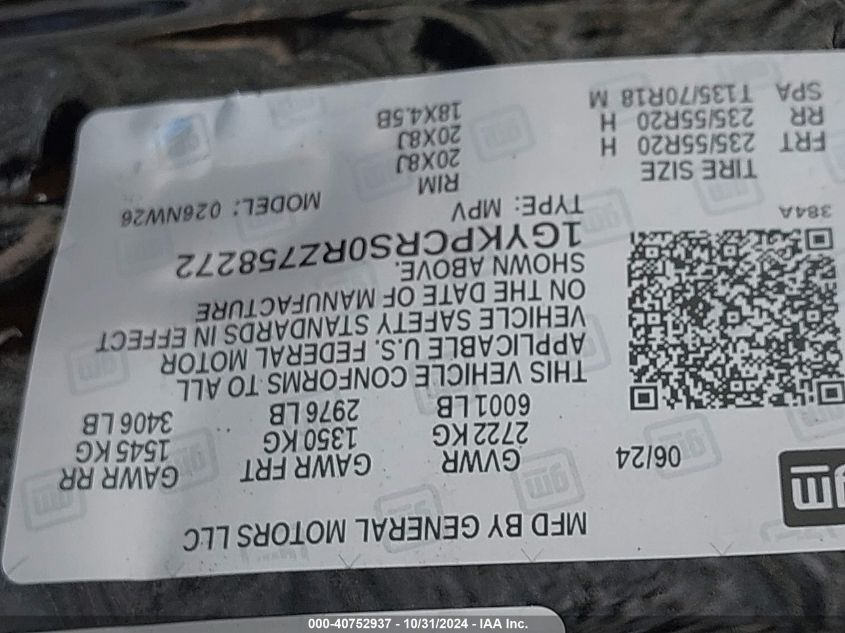 MFD BY GENERAL MOTORS LLC
gm
06/24 GVWR GAWR FRT GAWR RR
2722 KG 1350 KG 1545 KG
6001 LB 2976 LB 3406 LB
THIS VEHICLE CONFORMS TO ALL
APPLICABLE U.S. FEDERAL MOTOR
VEHICLE SAFETY STANDARDS IN EFFECT
ON THE DATE OF MANUFACTURE
SHOWN ABOVE.
1GYKPCRS0RZ758272
384A TYPE: MPV MODEL: 026NW26
TIRE SIZE RIM
FRT 235/55R20 H 20X8J
RR 235/55R20 H 20X8J
SPA T135/70R18 M 18X4.5B
000-40752937 - 10/31/2024 - IAA Inc.